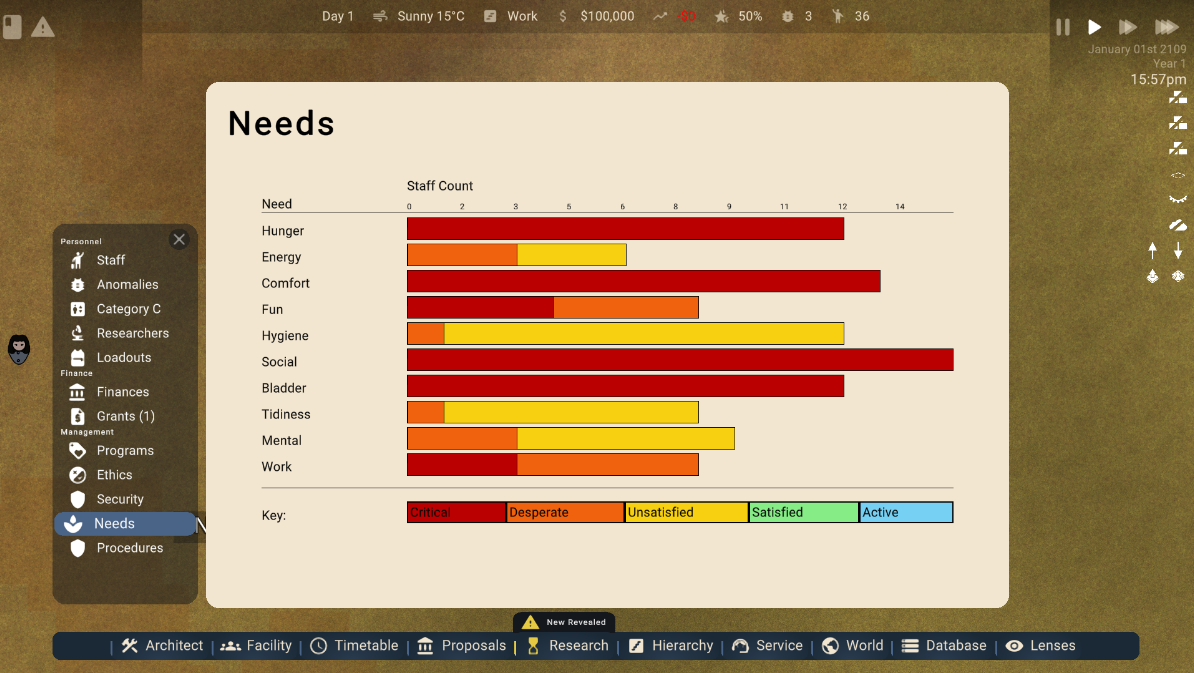 Day 1 Sunny 15°C Work $ $100,000 -$0 50% 3 36
January 01st 2109
Year 1
15:57pm
Needs
Staff Count
Need 0 2 3 5 6 8 9 11 12 14
Hunger
Energy
Comfort
Fun
Hygiene
Social
Bladder
Tidiness
Mental
Work
Key: Critical Desperate Unsatisfied Satisfied Active
Personnel
Staff
Anomalies
Category C
Researchers
Loadouts
Finance
Finances
Grants (1)
Management
Programs
Ethics
Security
Needs
Procedures
New Revealed
Architect Facility Timetable Proposals Research Hierarchy Service World Database Lenses